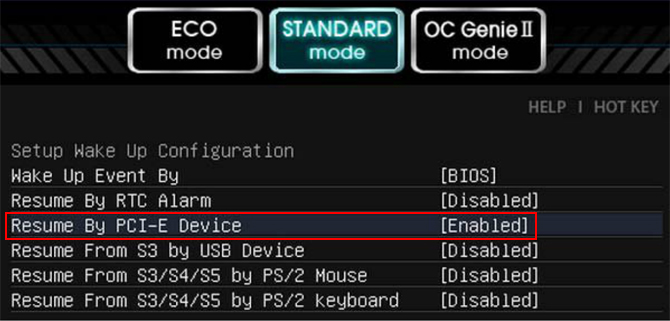 ECO
mode
STANDARD
mode
OC Genie II
mode
HELP | HOT KEY
Setup Wake Up Configuration
Wake Up Event By [BIOS]
Resume By RTC Alarm [Disabled]
Resume By PCI-E Device [Enabled]
Resume From S3 by USB Device [Disabled]
Resume From S3/S4/S5 by PS/2 Mouse [Disabled]
Resume From S3/S4/S5 by PS/2 keyboard [Disabled]